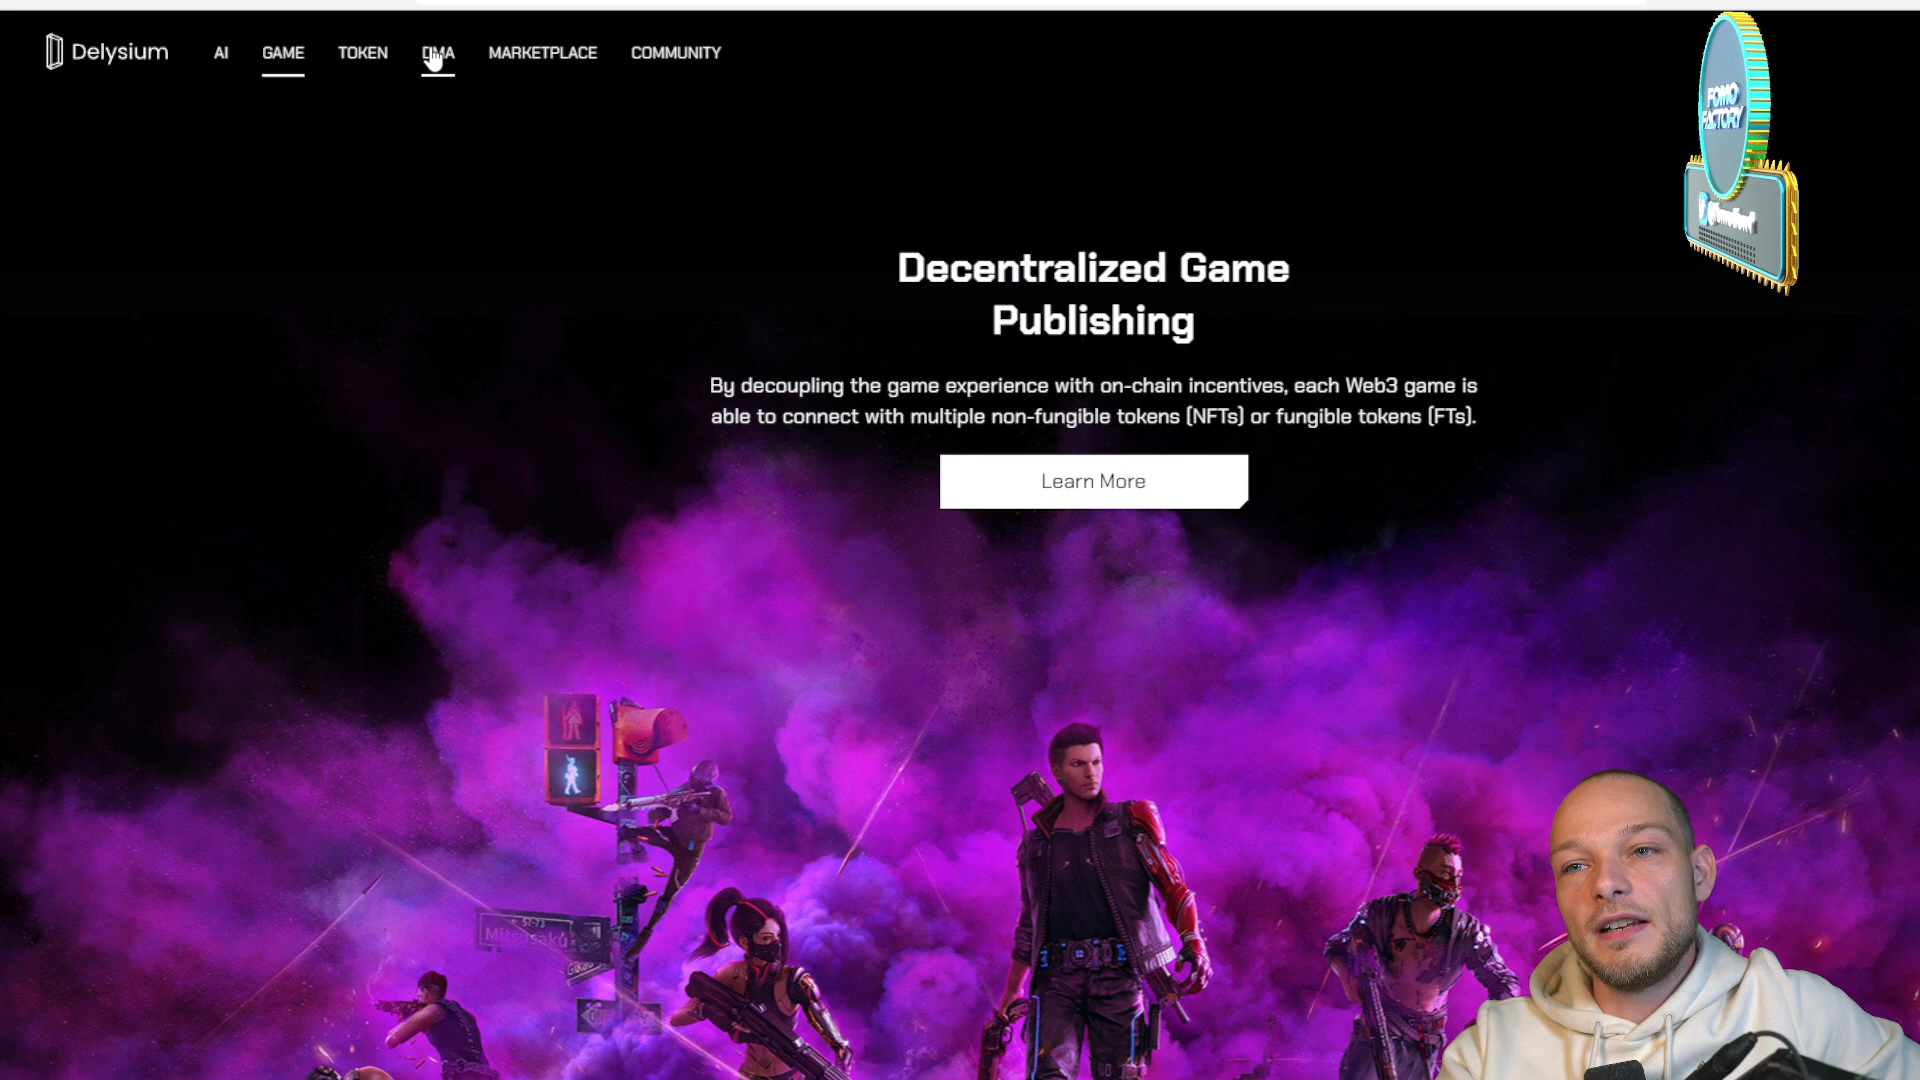 Delysium
AI
GAME
TOKEN
MARKETPLACE
COMMUNITY
FOMO
FACTORY
Decentralized Game
Publishing
By decoupling the game experience with on-chain incentives, each Web3 game is
able to connect with multiple non-fungible tokens (NFTs) or fungible tokens (FTs).
Learn More